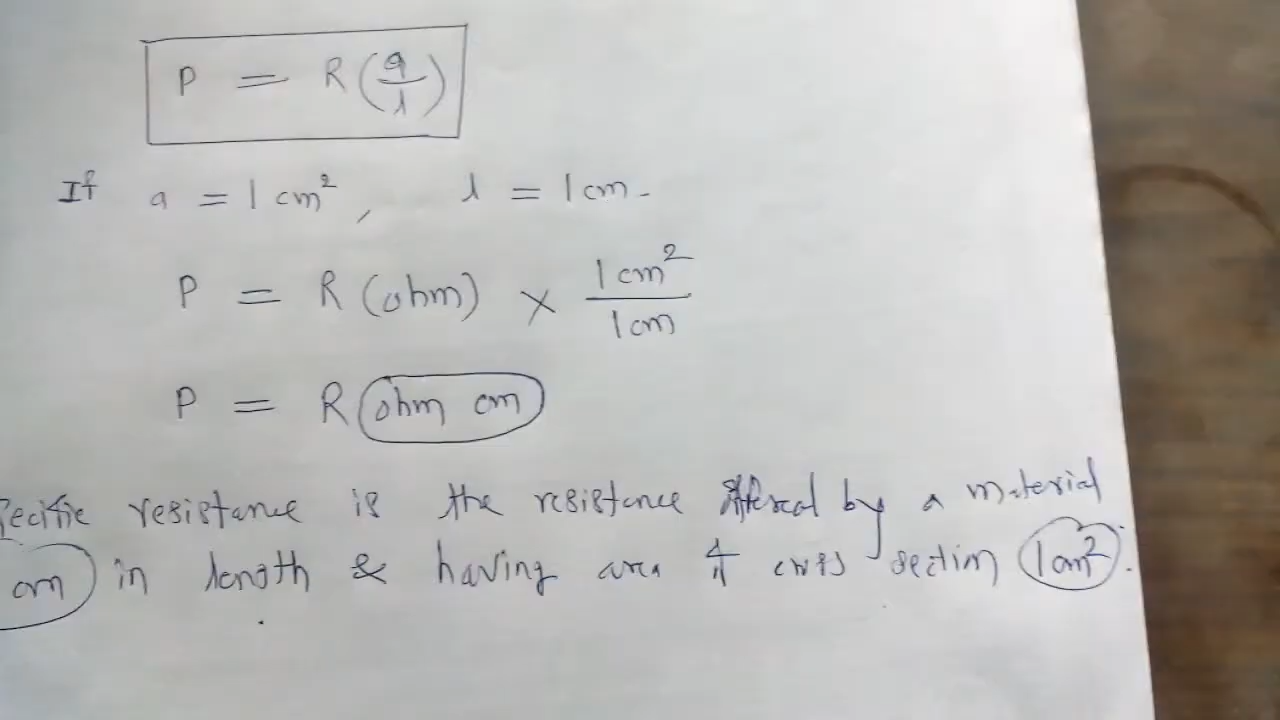 P = R(a/l)
If a = 1 cm², l = 1 cm.
P = R (ohm) × 1 cm²/1 cm
P = R (ohm cm)
pecific resistance is the resistance offered by a material
cm in length & having area of cross section 1 cm².